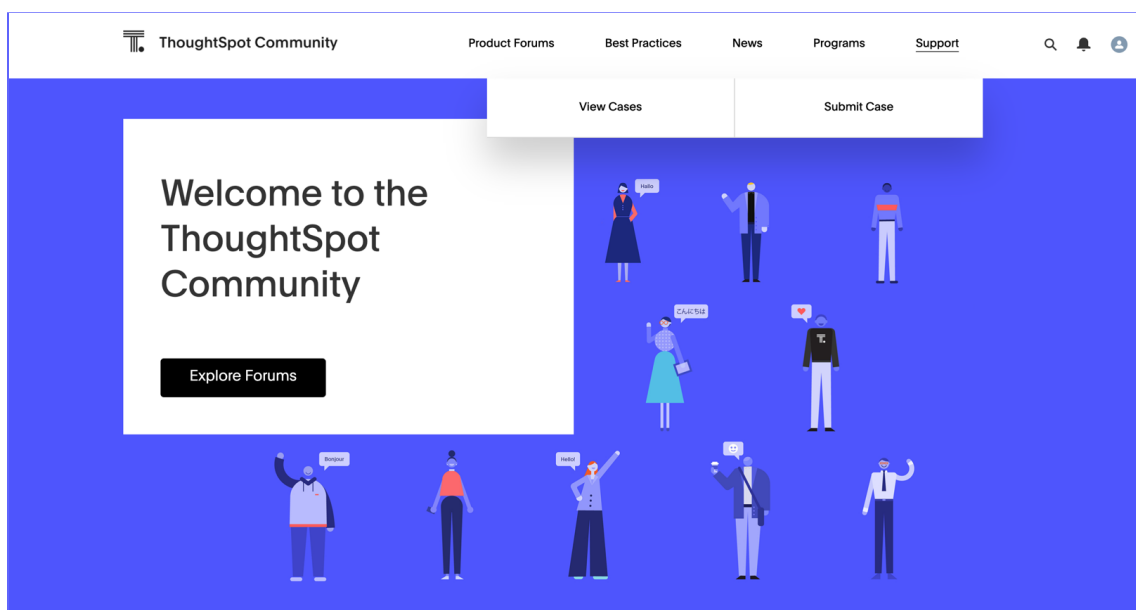 ThoughtSpot Community
Product Forums
Best Practices
News
Programs
Support
View Cases
Submit Case
Welcome to the
ThoughtSpot
Community
Explore Forums
Hello
こんにちは
T.
Bonjour
Hello!